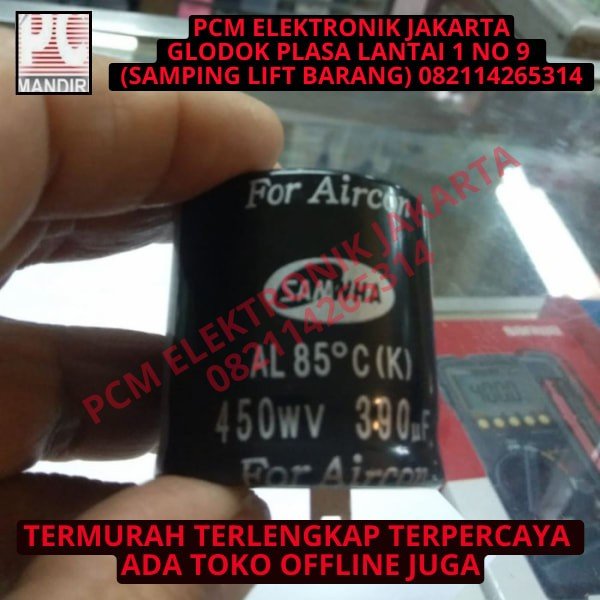 PCM ELEKTRONIK JAKARTA
GLODOK PLASA LANTAI 1 NO 9
(SAMPING LIFT BARANG) 082114265314
PC
MANDIRI
For Aircon
SAMWHA
AL 85°C(K)
450WV 390µF
For Aircon
PCM ELEKTRONIK JAKARTA
082114265314
TERMURAH TERLENGKAP TERPERCAYA
ADA TOKO OFFLINE JUGA